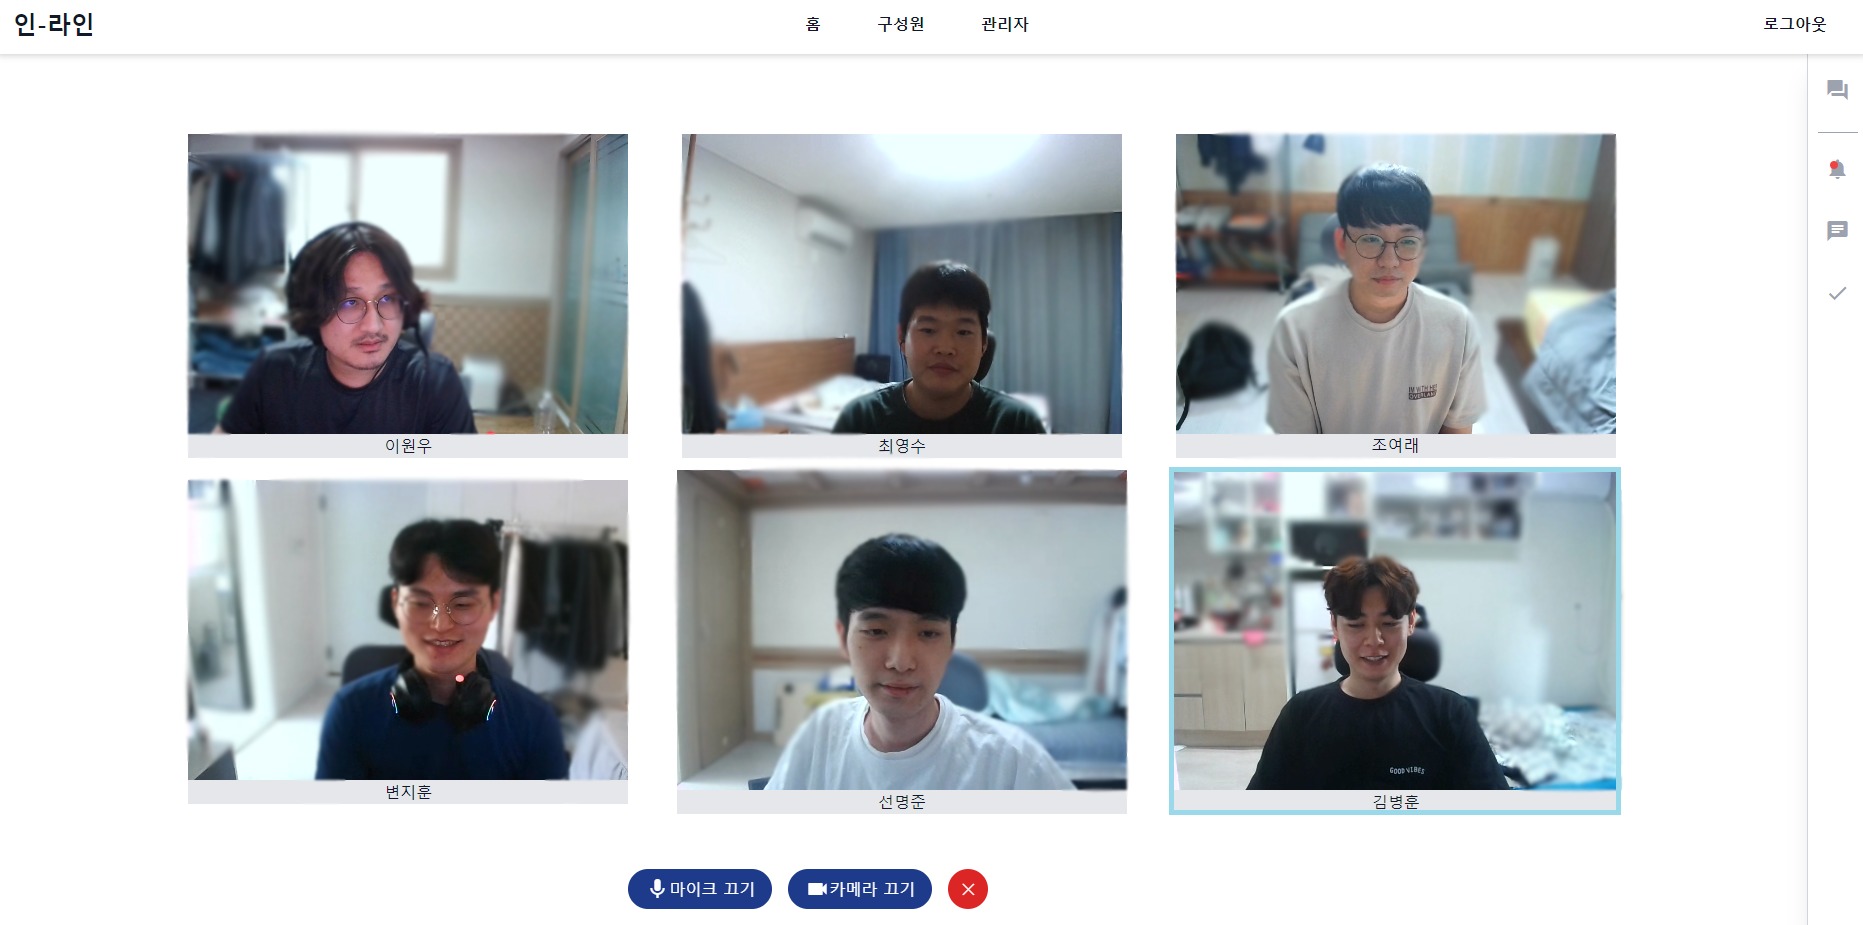 인-라인
홈
구성원
관리자
로그아웃
이원우
최영수
조여래
변지훈
선명준
GOOD VIBES
김병훈
마이크 끄기
카메라 끄기